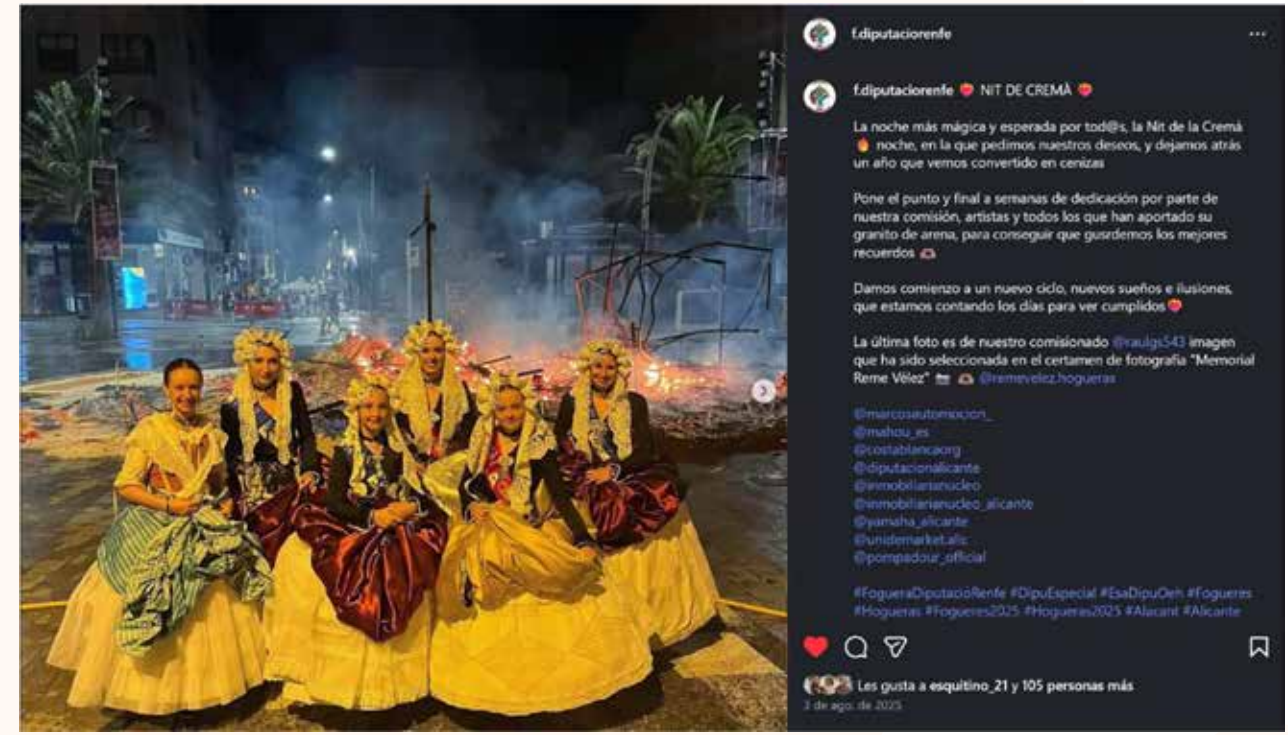 f.diputaciorenfe
f.diputaciorenfe 💝 NIT DE CREMÀ 💝
La noche más mágica y esperada por tod@s, la Nit de la Cremà
🔥 noche, en la que pedimos nuestros deseos, y dejamos atrás
un año que vemos convertido en cenizas
Pone el punto y final a semanas de dedicación por parte de
nuestra comisión, artistas y todos los que han aportado su
granito de arena, para conseguir que gusrdemos los mejores
recuerdos 🫶🏽
Damos comienzo a un nuevo ciclo, nuevos sueños e ilusiones,
que estamos contando los días para ver cumplidos💝
La última foto es de nuestro comisionado @raulgs543 imagen
que ha sido seleccionada en el certamen de fotografía "Memorial
Reme Vélez" 📷 🫶🏽 @remevelez.hogueras
@marcosautomocion_
@mahou_es
@costablancaorg
@diputacionalicante
@inmobiliarianucleo
@inmobiliarianucleo_alicante
@yamaha_alicante
@unidemarket.alic
@pompadour_official
#FogueraDiputacióRenfe #DipuEspecial #EsaDipuOeh #Fogueres
#Hogueras #Fogueres2025 #Hogueras2025 #Alacant #Alicante
Les gusta a esquitino_21 y 105 personas más
de ago. de 2025